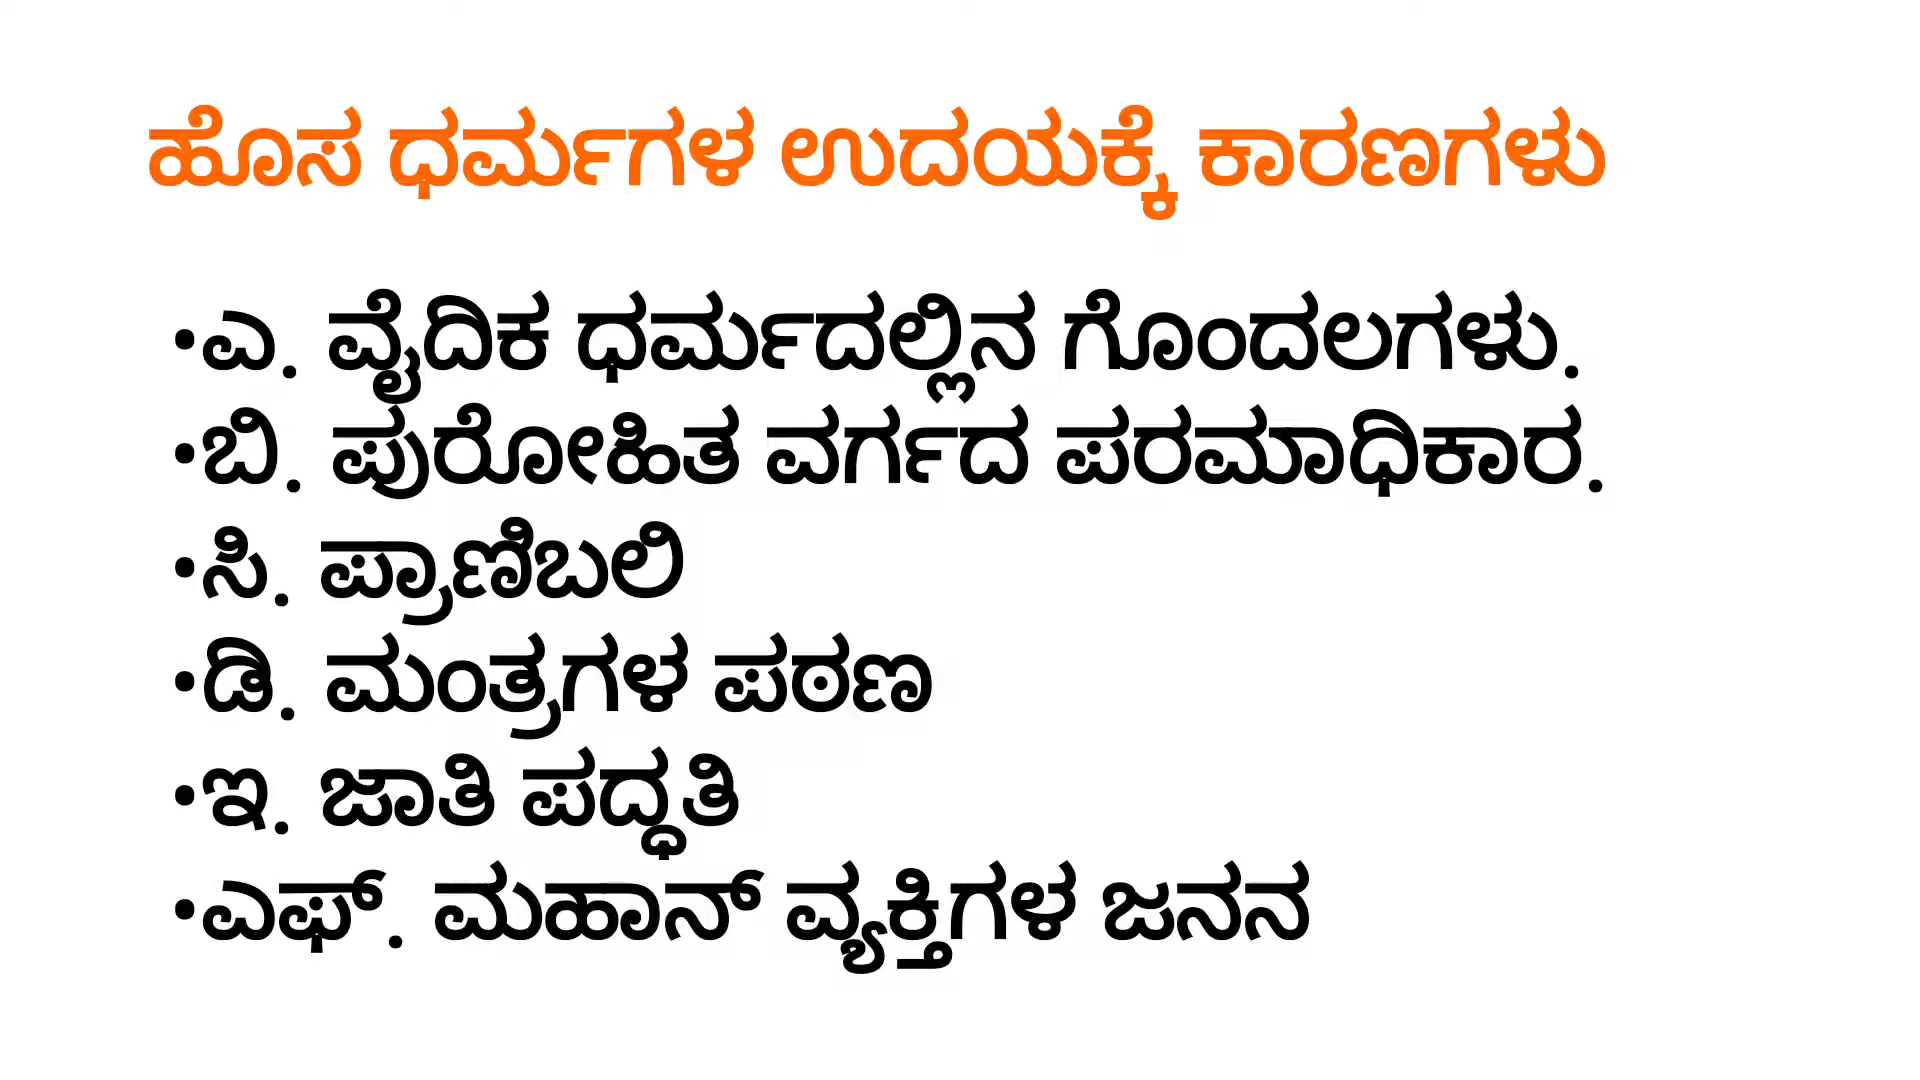 ಹೊಸ ಧರ್ಮಗಳ ಉದಯಕ್ಕೆ ಕಾರಣಗಳು
•ಎ. ವೈದಿಕ ಧರ್ಮದಲ್ಲಿನ ಗೊಂದಲಗಳು.
•ಬಿ. ಪುರೋಹಿತ ವರ್ಗದ ಪರಮಾಧಿಕಾರ.
•ಸಿ. ಪ್ರಾಣಿಬಲಿ
•ಡಿ. ಮಂತ್ರಗಳ ಪಠಣ
•ಇ. ಜಾತಿ ಪದ್ಧತಿ
•ಎಫ್. ಮಹಾನ್ ವ್ಯಕ್ತಿಗಳ ಜನನ